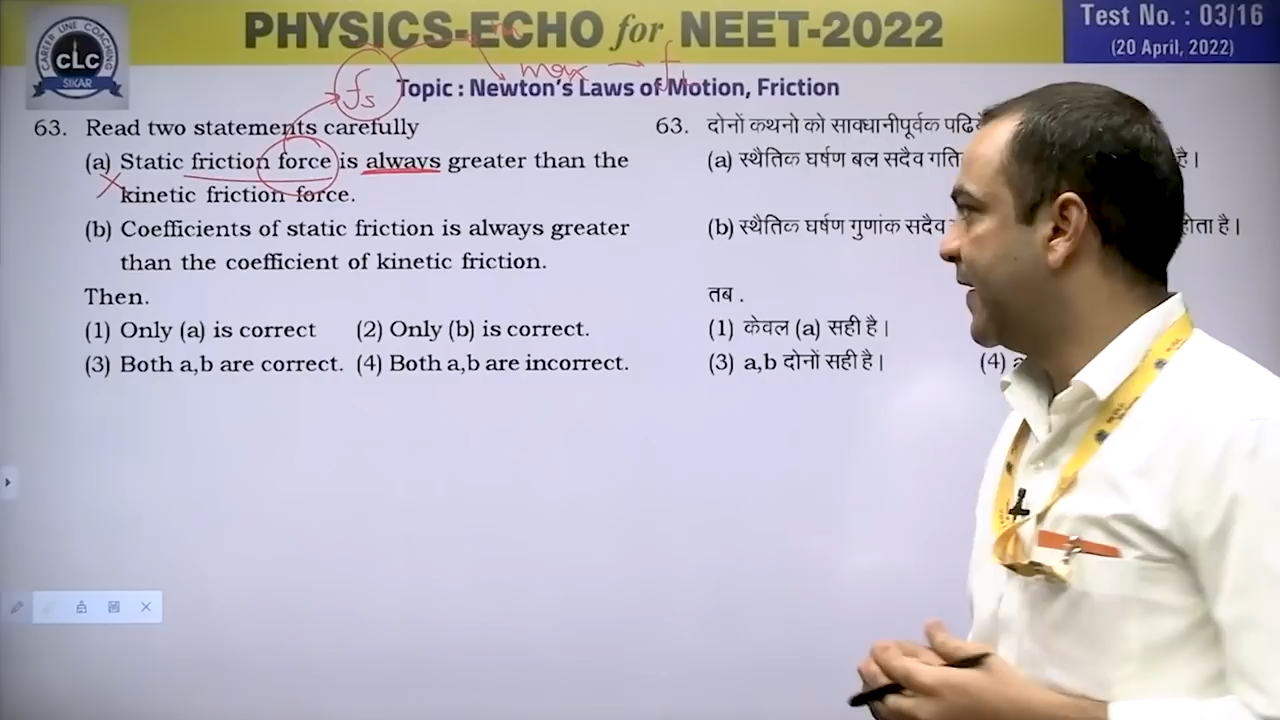 PHYSICS-ECHO for NEET-2022
Test No. : 03/16
(20 April, 2022)
CAREER LINE COACHING
CLC
SIKAR
Topic : Newton's Laws of Motion, Friction
fs
max
63. Read two statements carefully
(a) Static friction force is always greater than the
kinetic friction force.
(b) Coefficients of static friction is always greater
than the coefficient of kinetic friction.
Then.
(1) Only (a) is correct (2) Only (b) is correct.
(3) Both a,b are correct. (4) Both a,b are incorrect.
63. दोनों कथनो को सावधानीपूर्वक
(a) स्थैतिक घर्षण बल सदैव है।
(b) स्थैतिक घर्षण गुणांक सदैव होता है।
तब .
(1) केवल (a) सही है।
(3) a,b दोनों सही है। (4)